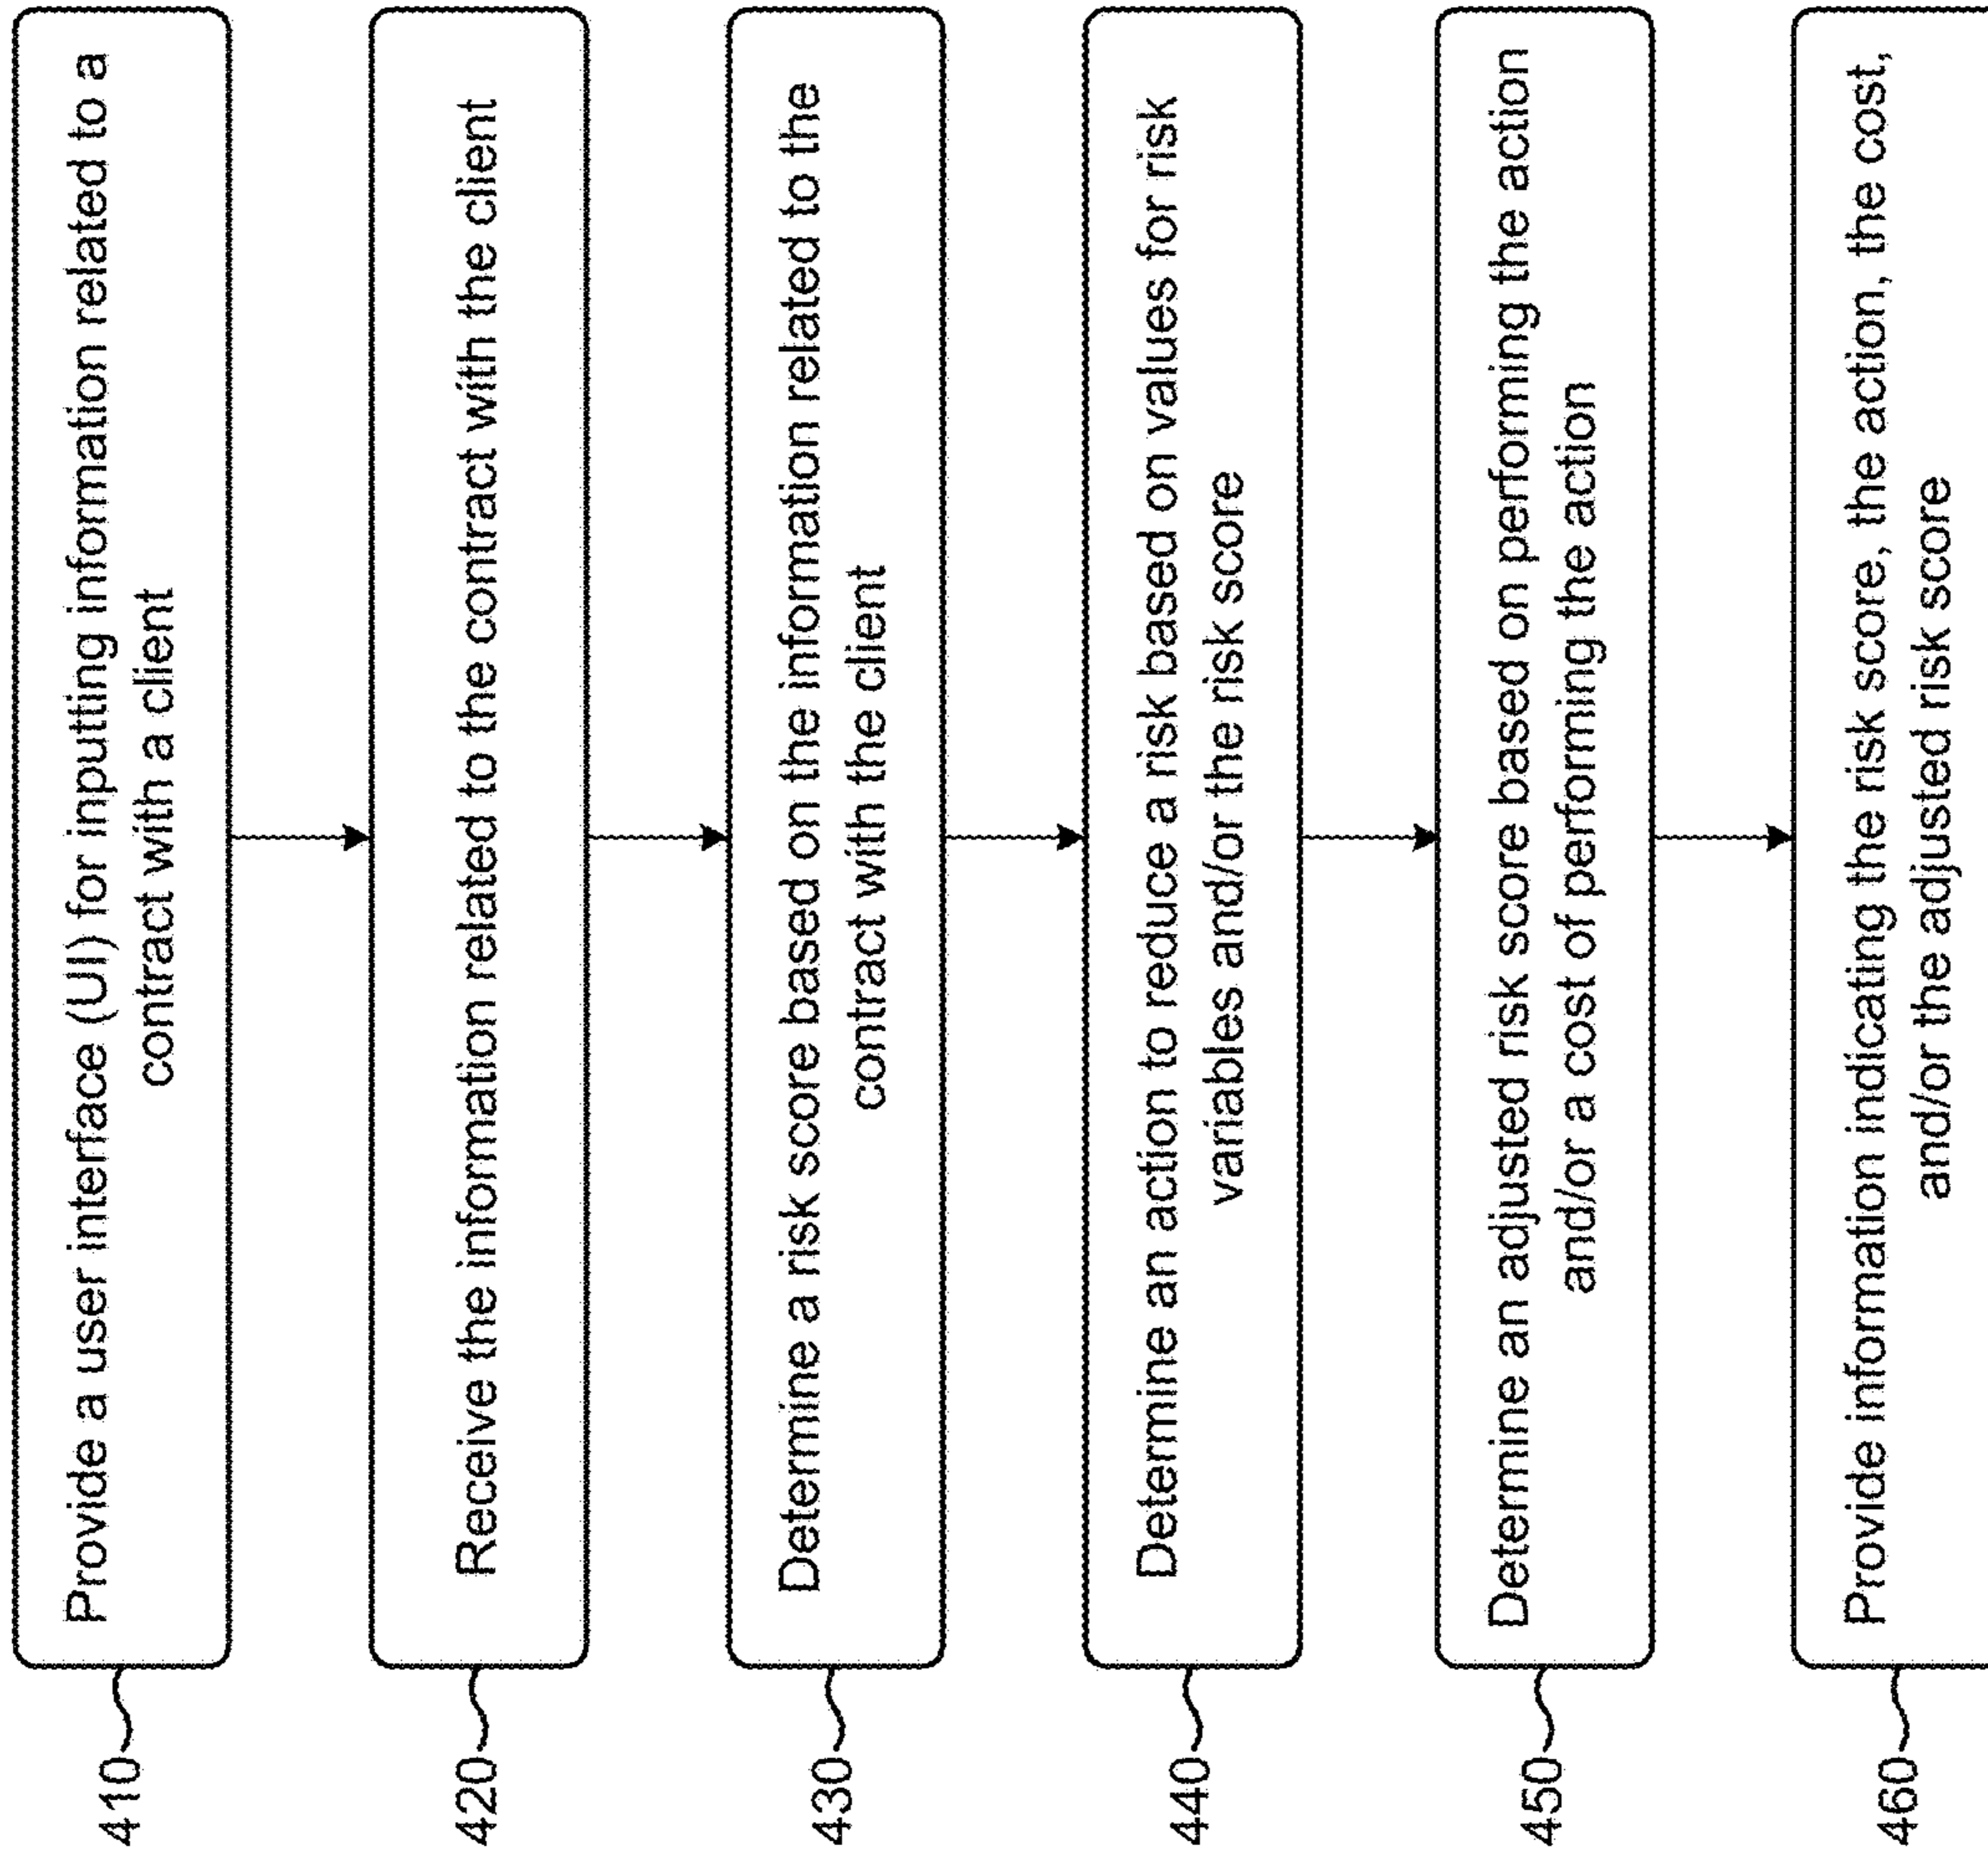 410
Provide a user interface (UI) for inputting information related to a
contract with a client
420
Receive the information related to the contract with the client
430
Determine a risk score based on the information related to the
contract with the client
440
Determine an action to reduce a risk based on values for risk
variables and/or the risk score
450
Determine an adjusted risk score based on performing the action
and/or a cost of performing the action
460
Provide information indicating the risk score, the action, the cost,
and/or the adjusted risk score